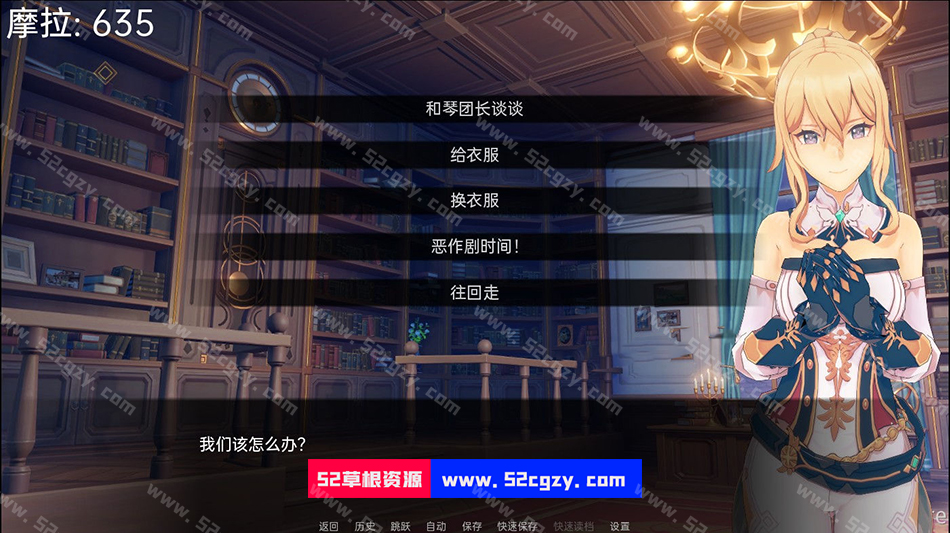 摩拉: 635
和琴团长谈谈
给衣服
换衣服
恶作剧时间！
往回走
我们该怎么办？
52草根资源 www.52cgzy.com
返回 历史 跳跃 自动 保存 快速保存 快速读档 设置
www.52cgzy.com